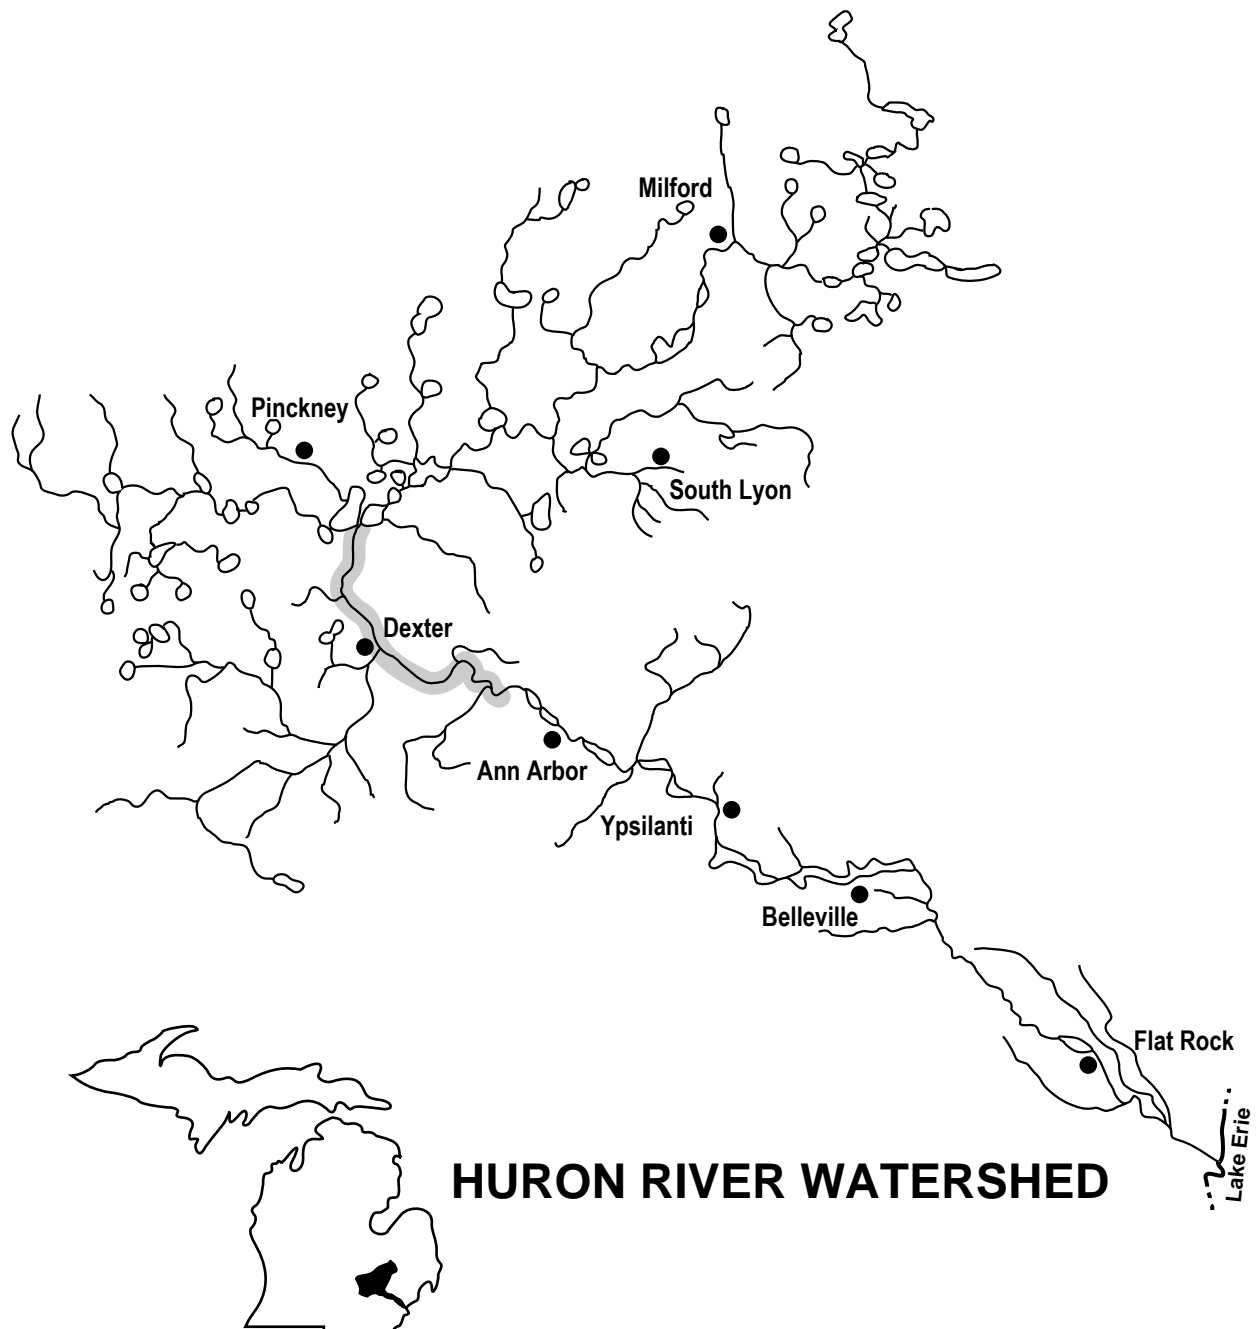 Milford
Pinckney
South Lyon
Dexter
Ann Arbor
Ypsilanti
Belleville
Flat Rock
Lake Erie
HURON RIVER WATERSHED